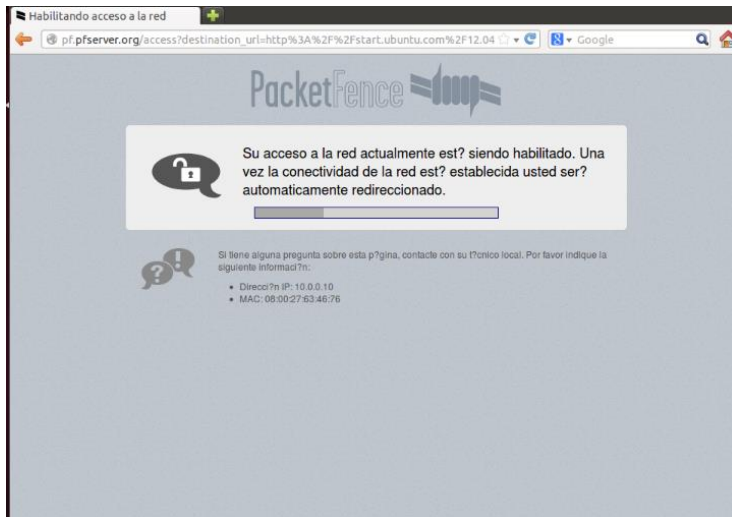 Habilitando acceso a la red
pf.pfserver.org/access?destination_url=http%3A%2F%2Fstart.ubuntu.com%2F12.04
Google
PacketFence
Su acceso a la red actualmente est? siendo habilitado. Una
vez la conectividad de la red est? establecida usted ser?
automaticamente redireccionado.
Si tiene alguna pregunta sobre esta p?gina, contacte con su t?cnico local. Por favor indique la
siguiente informaci?n:
• Direcci?n IP: 10.0.0.10
• MAC: 08:00:27:63:46:76